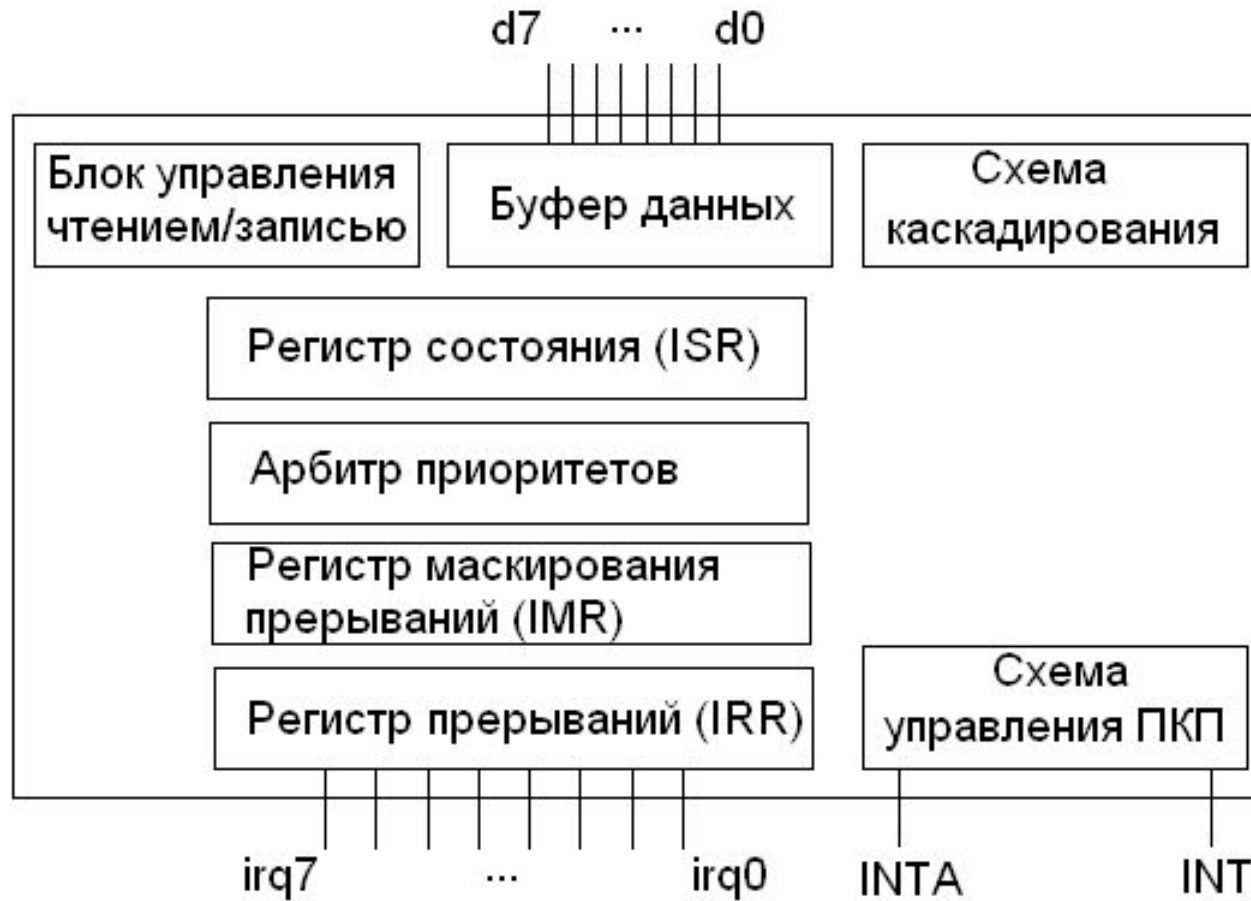 d7 ... d0
Блок управления
чтением/записью
Буфер данных
Схема
каскадирования
Регистр состояния (ISR)
Арбитр приоритетов
Регистр маскирования
прерываний (IMR)
Регистр прерываний (IRR)
Схема
управления ПКП
irq7 ... irq0 INTA INT